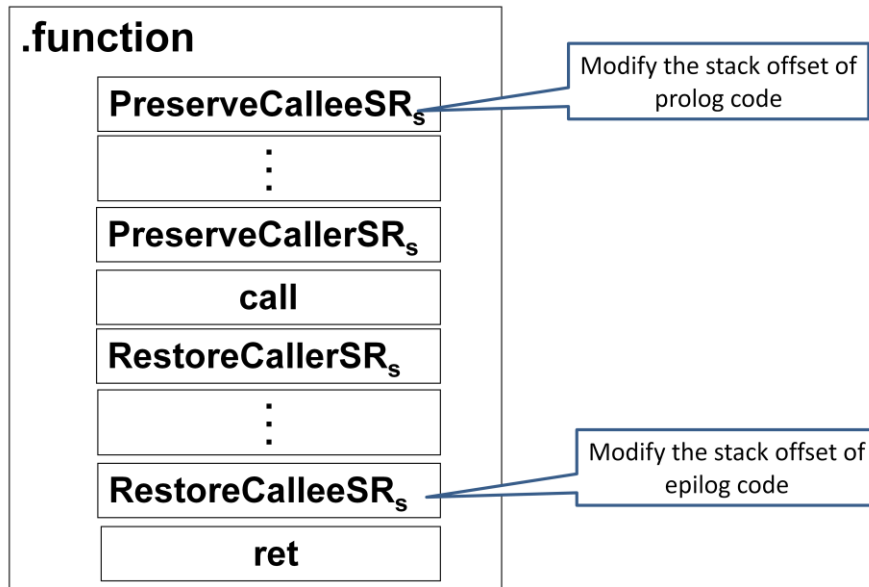 .function
PreserveCalleeSRs
Modify the stack offset of
prolog code
⋮
PreserveCallerSRs
call
RestoreCallerSRs
⋮
Modify the stack offset of
epilog code
RestoreCalleeSRs
ret